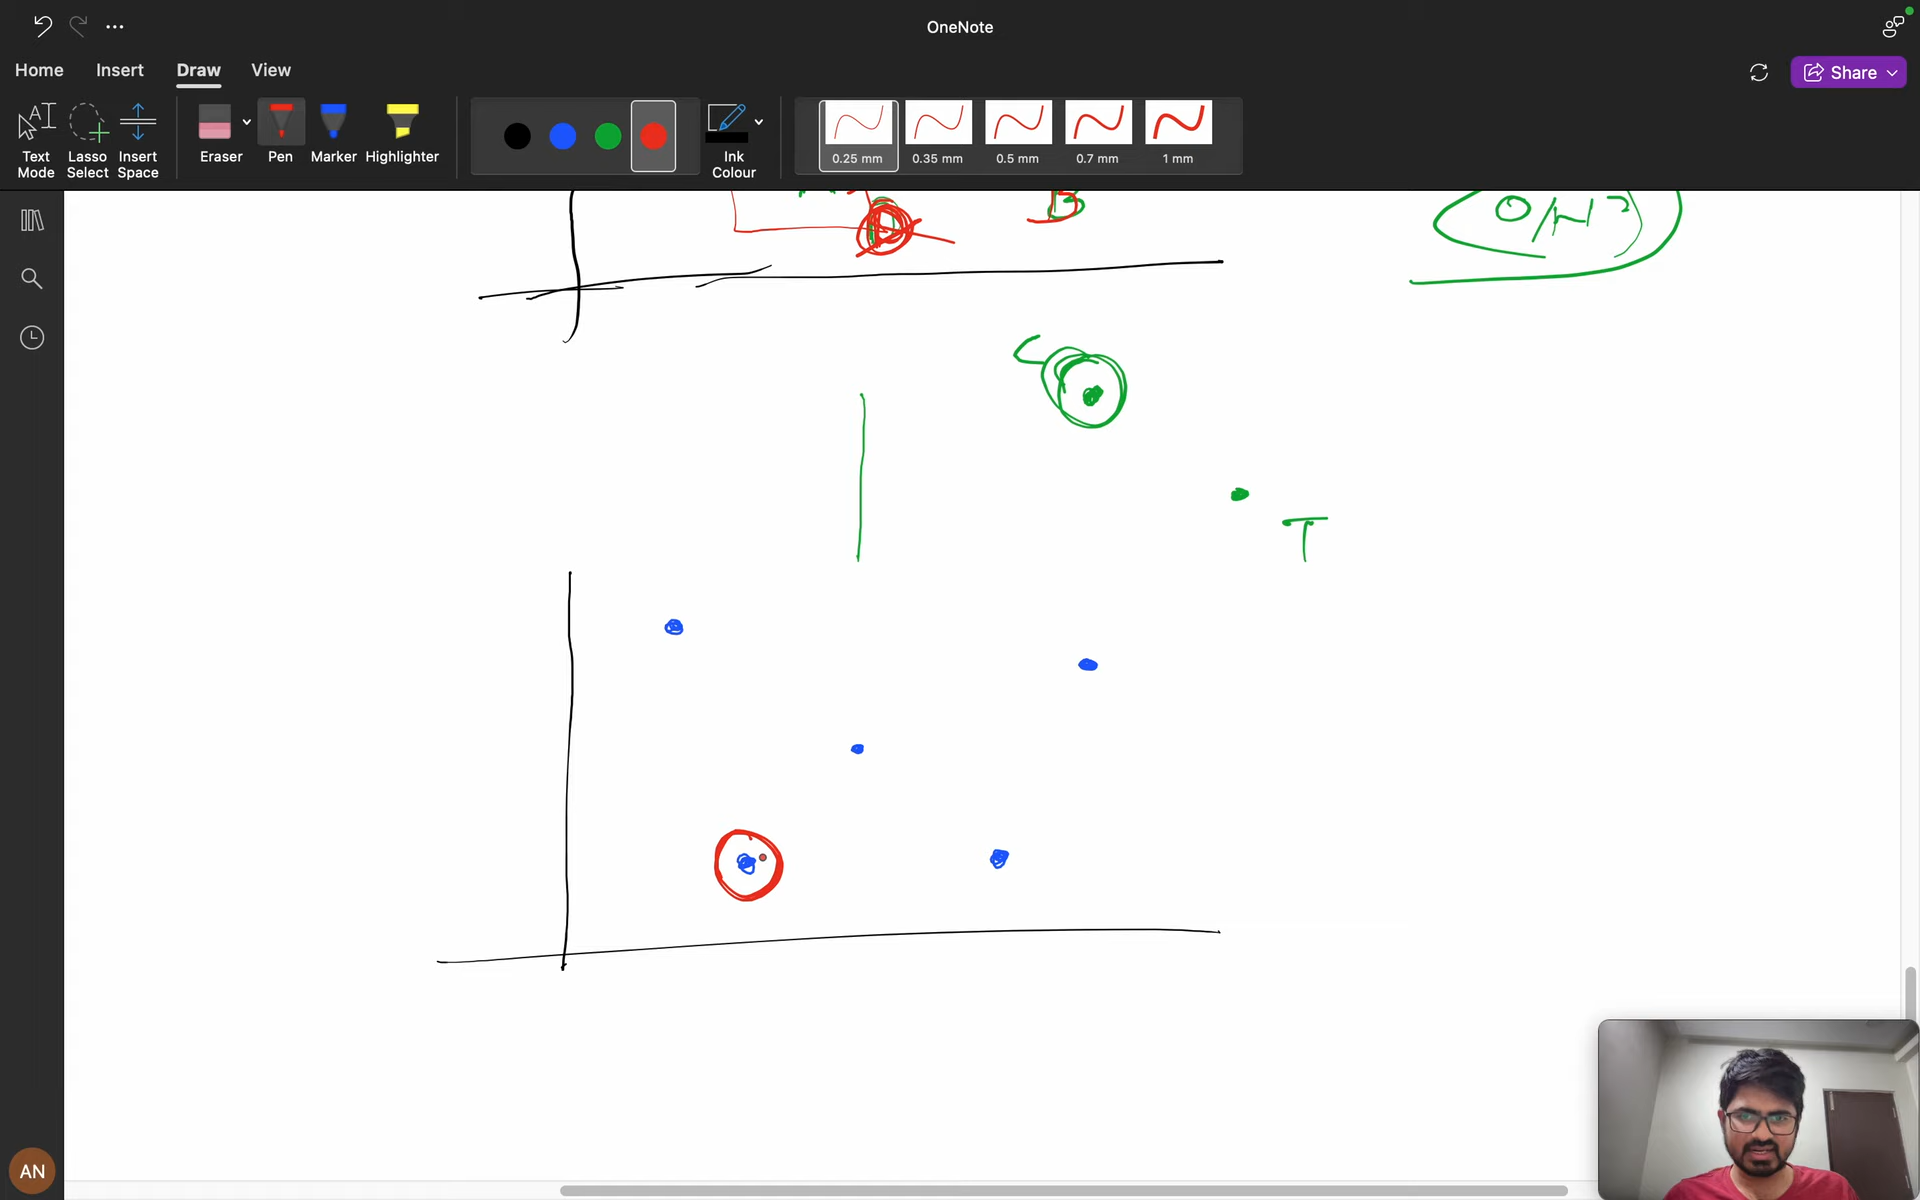 OneNote
Home Insert Draw View
Share
Text Mode
Lasso Select
Insert Space
Eraser
Pen
Marker
Highlighter
Ink Colour
0.25 mm
0.35 mm
0.5 mm
0.7 mm
1 mm
B
T
AN